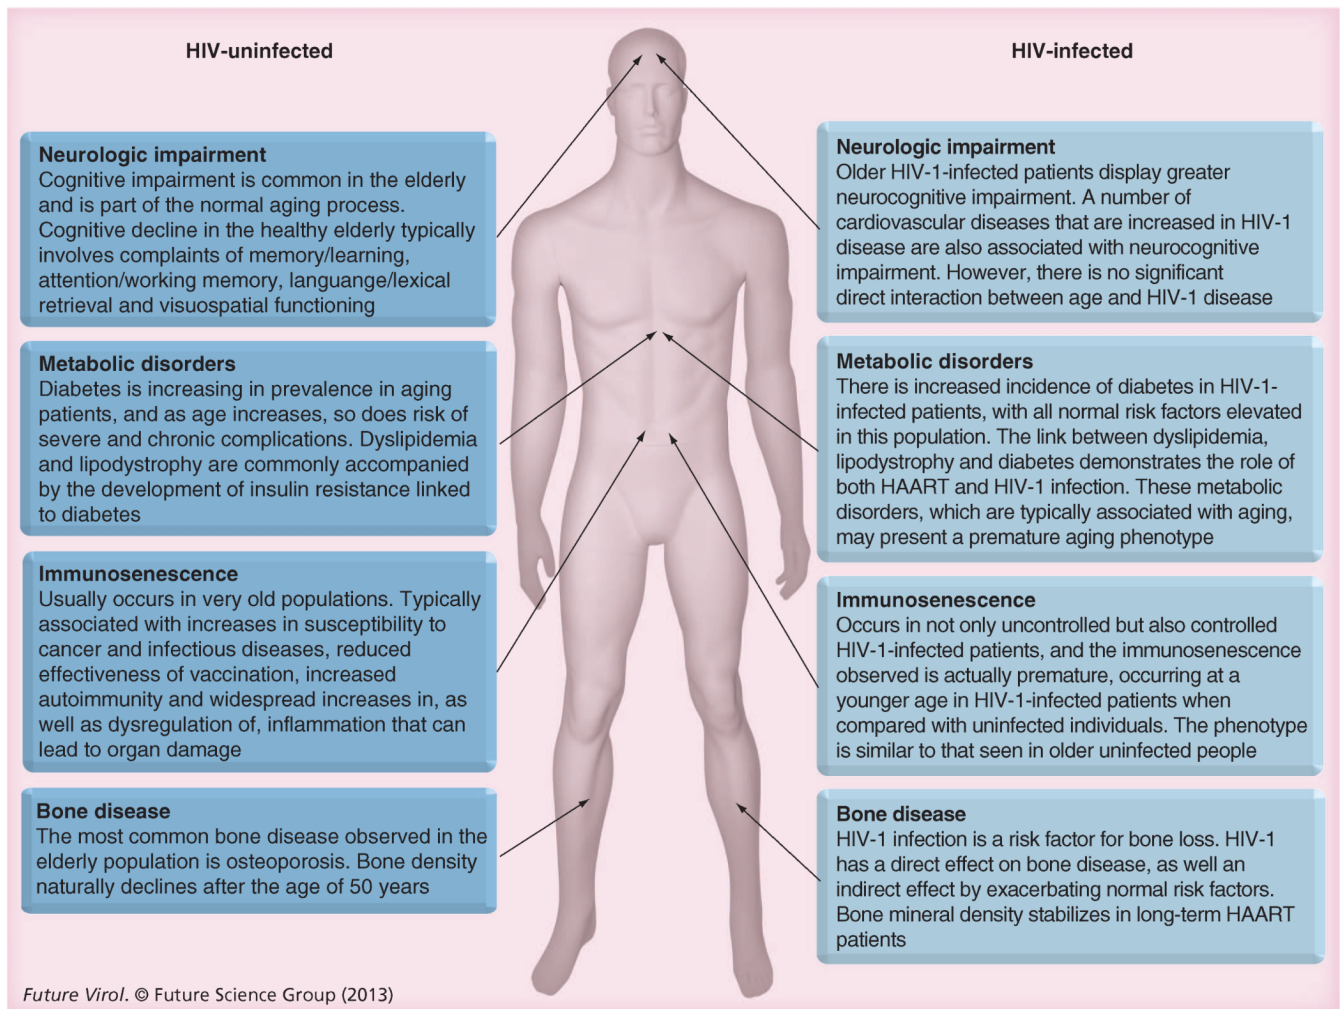 HIV-uninfected
Neurologic impairment
Cognitive impairment is common in the elderly
and is part of the normal aging process.
Cognitive decline in the healthy elderly typically
involves complaints of memory/learning,
attention/working memory, languange/lexical
retrieval and visuospatial functioning
Metabolic disorders
Diabetes is increasing in prevalence in aging
patients, and as age increases, so does risk of
severe and chronic complications. Dyslipidemia
and lipodystrophy are commonly accompanied
by the development of insulin resistance linked
to diabetes
Immunosenescence
Usually occurs in very old populations. Typically
associated with increases in susceptibility to
cancer and infectious diseases, reduced
effectiveness of vaccination, increased
autoimmunity and widespread increases in, as
well as dysregulation of, inflammation that can
lead to organ damage
Bone disease
The most common bone disease observed in the
elderly population is osteoporosis. Bone density
naturally declines after the age of 50 years
HIV-infected
Neurologic impairment
Older HIV-1-infected patients display greater
neurocognitive impairment. A number of
cardiovascular diseases that are increased in HIV-1
disease are also associated with neurocognitive
impairment. However, there is no significant
direct interaction between age and HIV-1 disease
Metabolic disorders
There is increased incidence of diabetes in HIV-1-
infected patients, with all normal risk factors elevated
in this population. The link between dyslipidemia,
lipodystrophy and diabetes demonstrates the role of
both HAART and HIV-1 infection. These metabolic
disorders, which are typically associated with aging,
may present a premature aging phenotype
Immunosenescence
Occurs in not only uncontrolled but also controlled
HIV-1-infected patients, and the immunosenescence
observed is actually premature, occurring at a
younger age in HIV-1-infected patients when
compared with uninfected individuals. The phenotype
is similar to that seen in older uninfected people
Bone disease
HIV-1 infection is a risk factor for bone loss. HIV-1
has a direct effect on bone disease, as well an
indirect effect by exacerbating normal risk factors.
Bone mineral density stabilizes in long-term HAART
patients
Future Virol. © Future Science Group (2013)